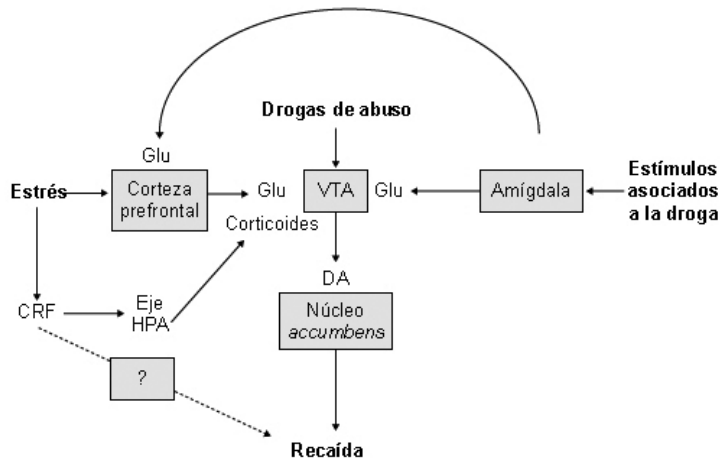 Drogas de abuso
Glu
Estrés
Corteza
prefrontal
Glu
VTA
Glu
Amígdala
Estímulos
asociados
a la droga
Corticoides
CRF
Eje
HPA
DA
Núcleo
accumbens
?
Recaída